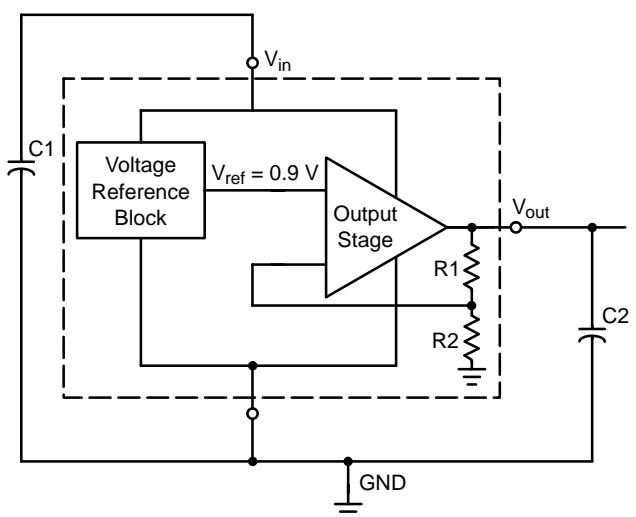 V_in
C1
Voltage
Reference
Block
V_ref = 0.9 V
Output
Stage
V_out
R1
C2
R2
GND